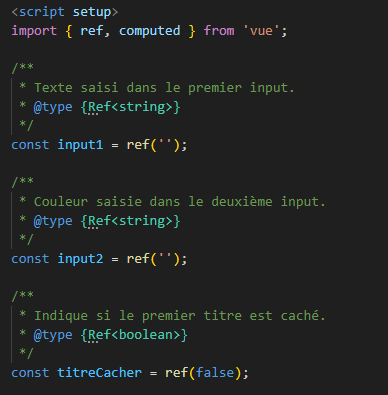 <script setup>
import { ref, computed } from 'vue';
/**
* Texte saisi dans le premier input.
* @type {Ref<string>}
*/
const input1 = ref('');
/**
* Couleur saisie dans le deuxième input.
* @type {Ref<string>}
*/
const input2 = ref('');
/**
* Indique si le premier titre est caché.
* @type {Ref<boolean>}
*/
const titreCacher = ref(false);